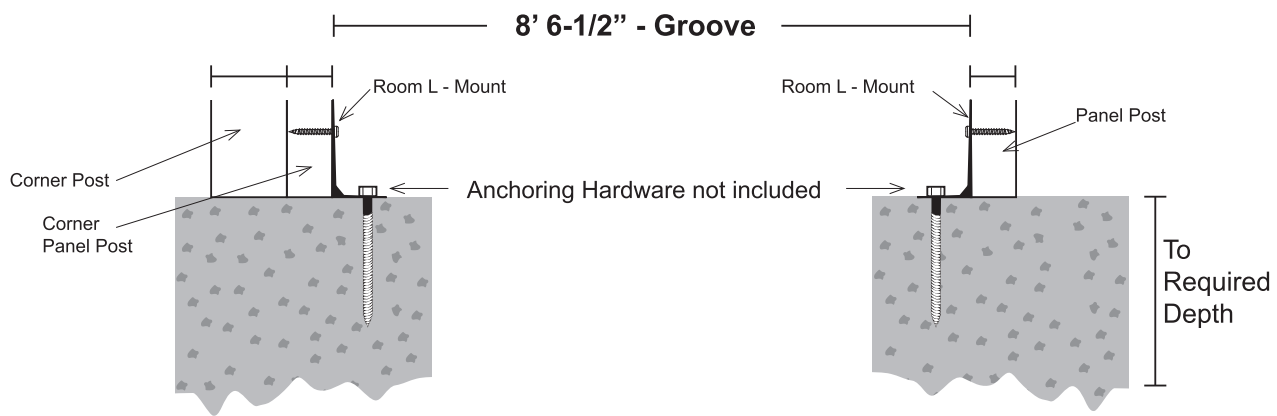 8’ 6-1/2” - Groove
Room L - Mount
Room L - Mount
Panel Post
Corner Post
Anchoring Hardware not included
Corner
Panel Post
To
Required
Depth